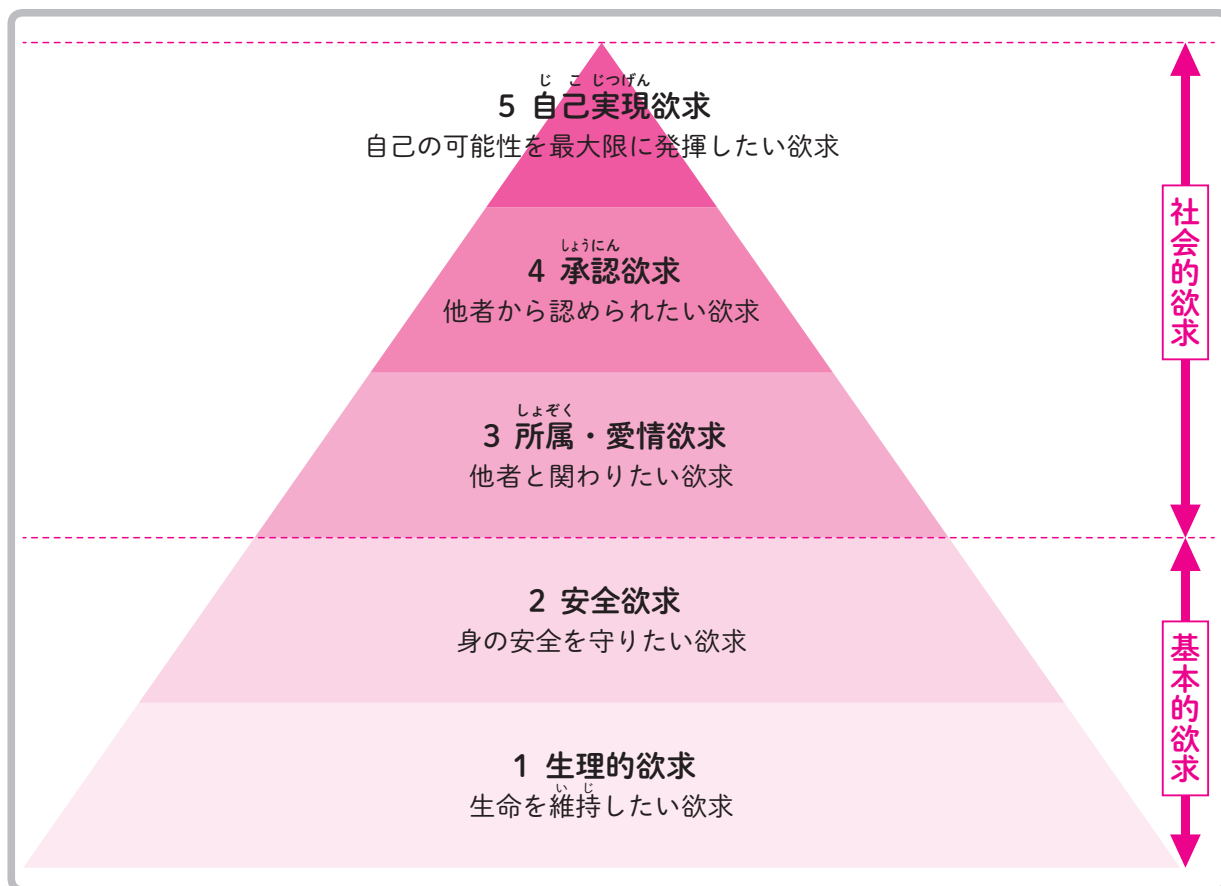 じこじつげん
5 自己実現欲求
自己の可能性を最大限に発揮したい欲求
しょうにん
4 承認欲求
他者から認められたい欲求
しょぞく
3 所属・愛情欲求
他者と関わりたい欲求
2 安全欲求
身の安全を守りたい欲求
1 生理的欲求
いじ
生命を維持したい欲求
社会的欲求
基本的欲求